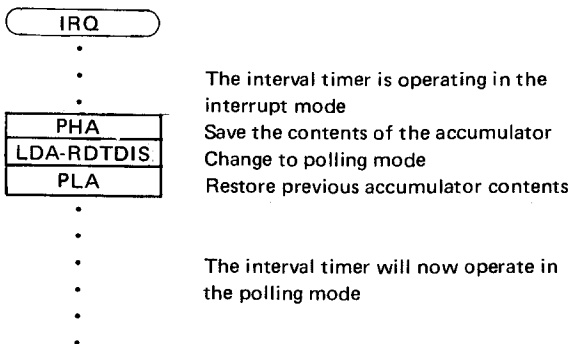 IRQ
The interval timer is operating in the
interrupt mode
PHA Save the contents of the accumulator
LDA-RDTDIS Change to polling mode
PLA Restore previous accumulator contents
The interval timer will now operate in
the polling mode